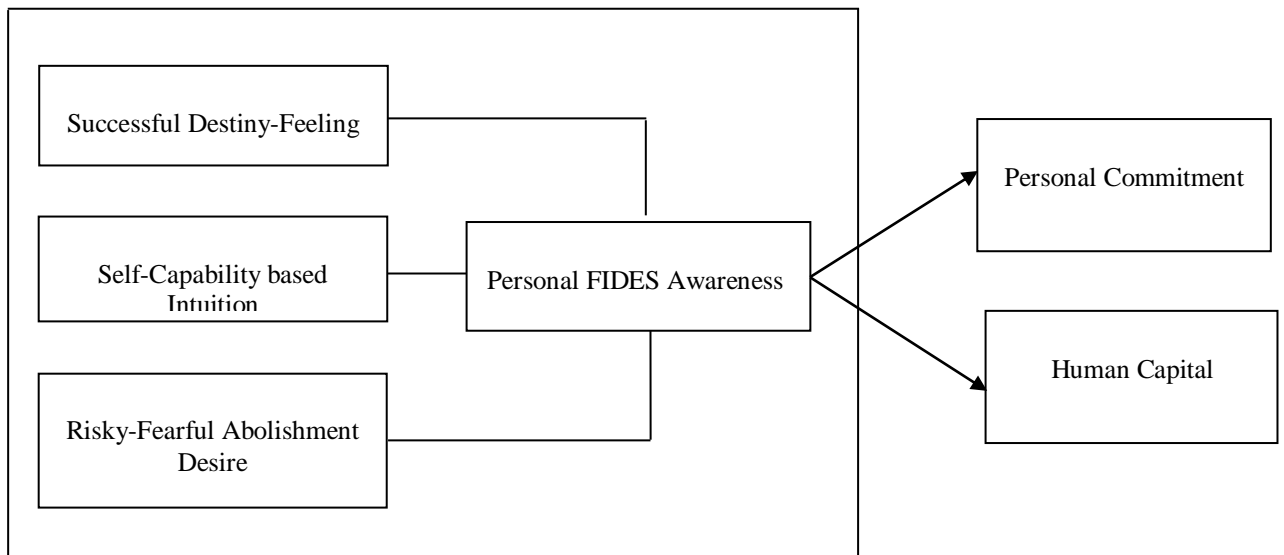 Successful Destiny-Feeling
Self-Capability based
Intuition
Risky-Fearful Abolishment
Desire
Personal FIDES Awareness
Personal Commitment
Human Capital